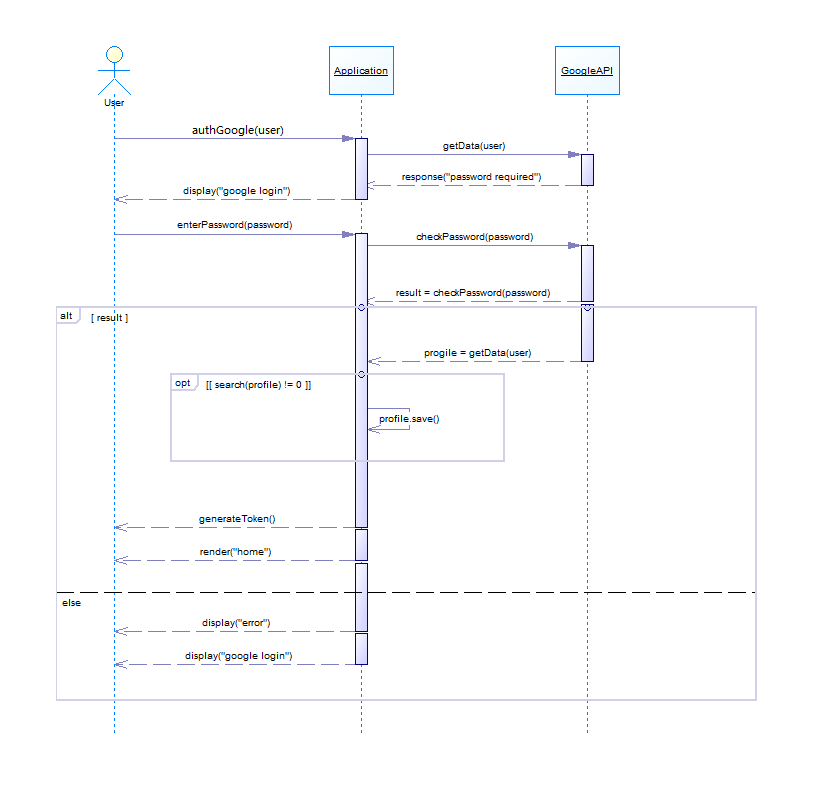 User
Application
GoogleAPI
authGoogle(user)
getData(user)
response("password required")
display("google login")
enterPassword(password)
checkPassword(password)
result = checkPassword(password)
alt
[ result ]
progile = getData(user)
opt
[[ search(profile) != 0 ]]
profile.save()
generateToken()
render("home")
else
display("error")
display("google login")